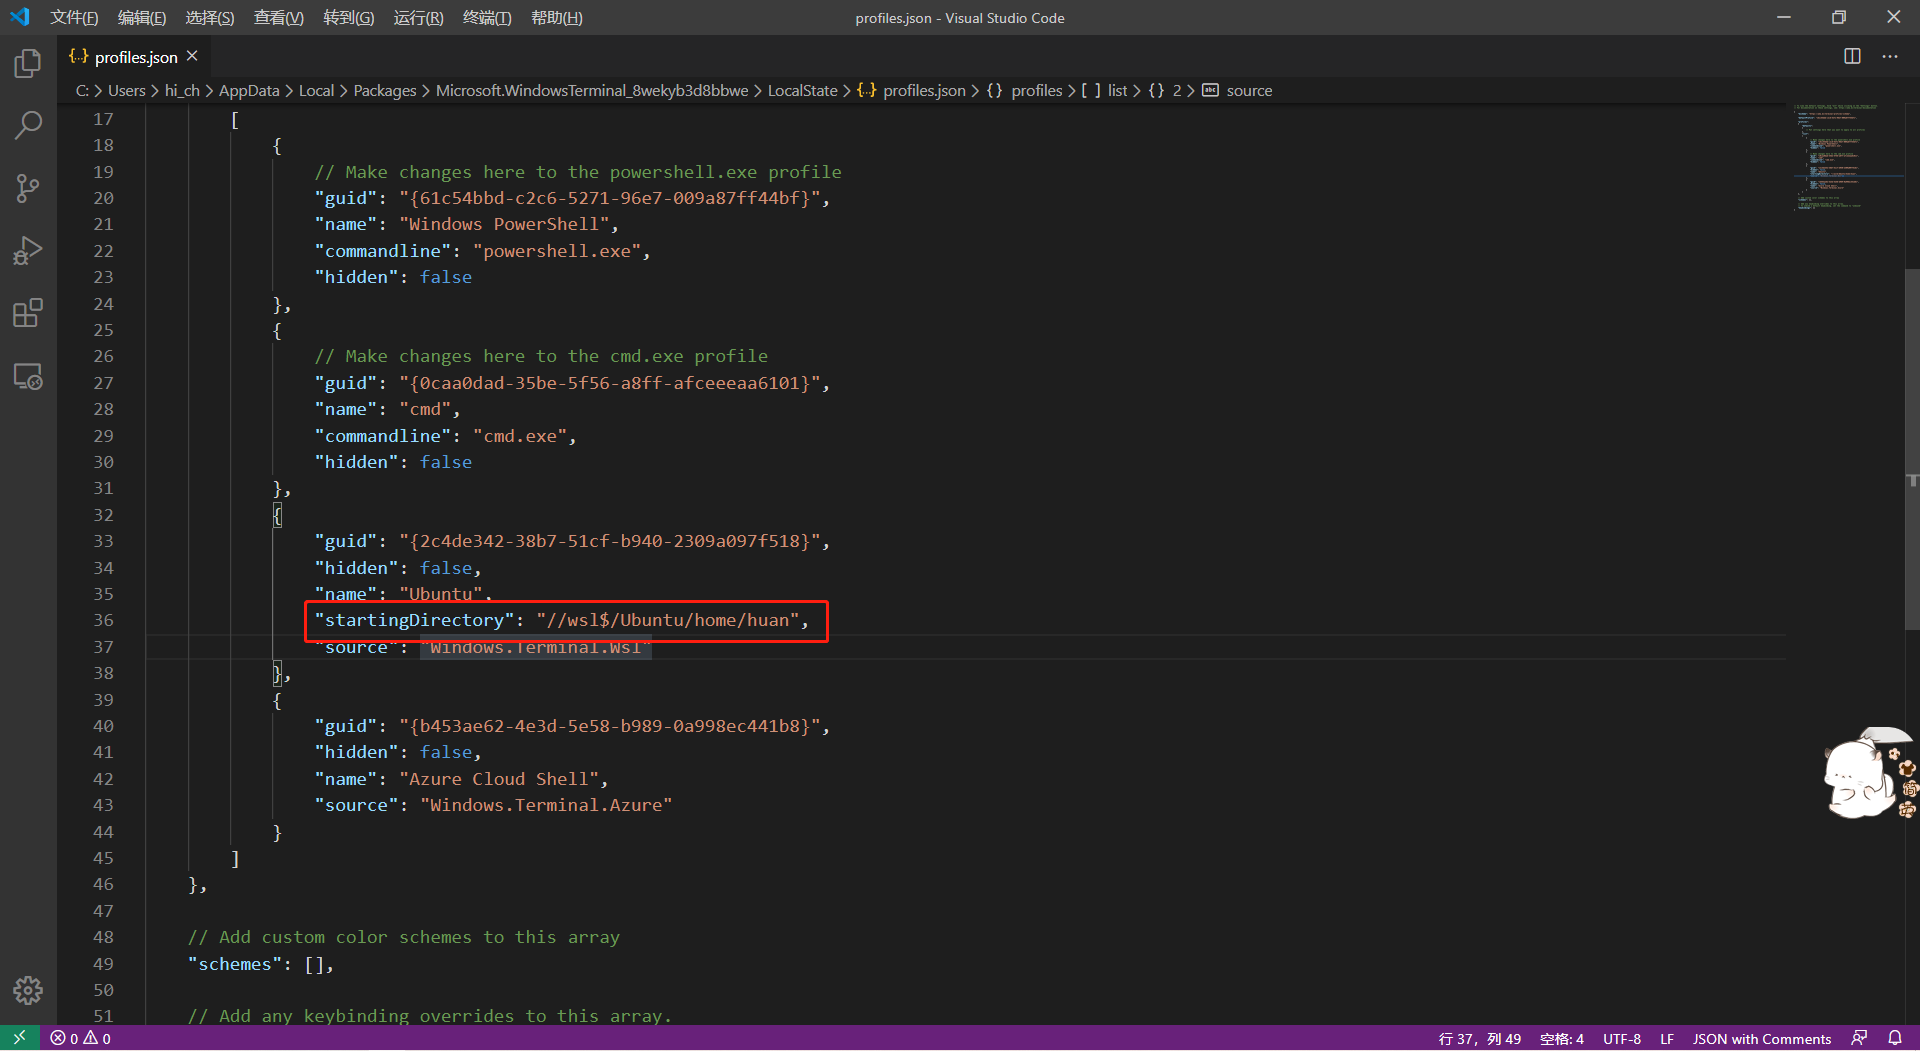 文件(F) 编辑(E) 选择(S) 查看(V) 转到(G) 运行(R) 终端(T) 帮助(H) profiles.json - Visual Studio Code
profiles.json
C: > Users > hi_ch > AppData > Local > Packages > Microsoft.WindowsTerminal_8wekyb3d8bbwe > LocalState > {..} profiles.json > {} profiles > [ ] list > {} 2 > abc source
17 [
18 {
19 // Make changes here to the powershell.exe profile
20 "guid": "{61c54bbd-c2c6-5271-96e7-009a87ff44bf}",
21 "name": "Windows PowerShell",
22 "commandline": "powershell.exe",
23 "hidden": false
24 },
25 {
26 // Make changes here to the cmd.exe profile
27 "guid": "{0caa0dad-35be-5f56-a8ff-afceeeaa6101}",
28 "name": "cmd",
29 "commandline": "cmd.exe",
30 "hidden": false
31 },
32 {
33 "guid": "{2c4de342-38b7-51cf-b940-2309a097f518}",
34 "hidden": false,
35 "name": "Ubuntu",
36 "startingDirectory": "//wsl$/Ubuntu/home/huan",
37 "source": "Windows.Terminal.Wsl"
38 },
39 {
40 "guid": "{b453ae62-4e3d-5e58-b989-0a998ec441b8}",
41 "hidden": false,
42 "name": "Azure Cloud Shell",
43 "source": "Windows.Terminal.Azure"
44 }
45 ]
46 },
47
48 // Add custom color schemes to this array
49 "schemes": [],
50
51 // Add any keybinding overrides to this array.
简
0 0 行 37，列 49 空格: 4 UTF-8 LF JSON with Comments